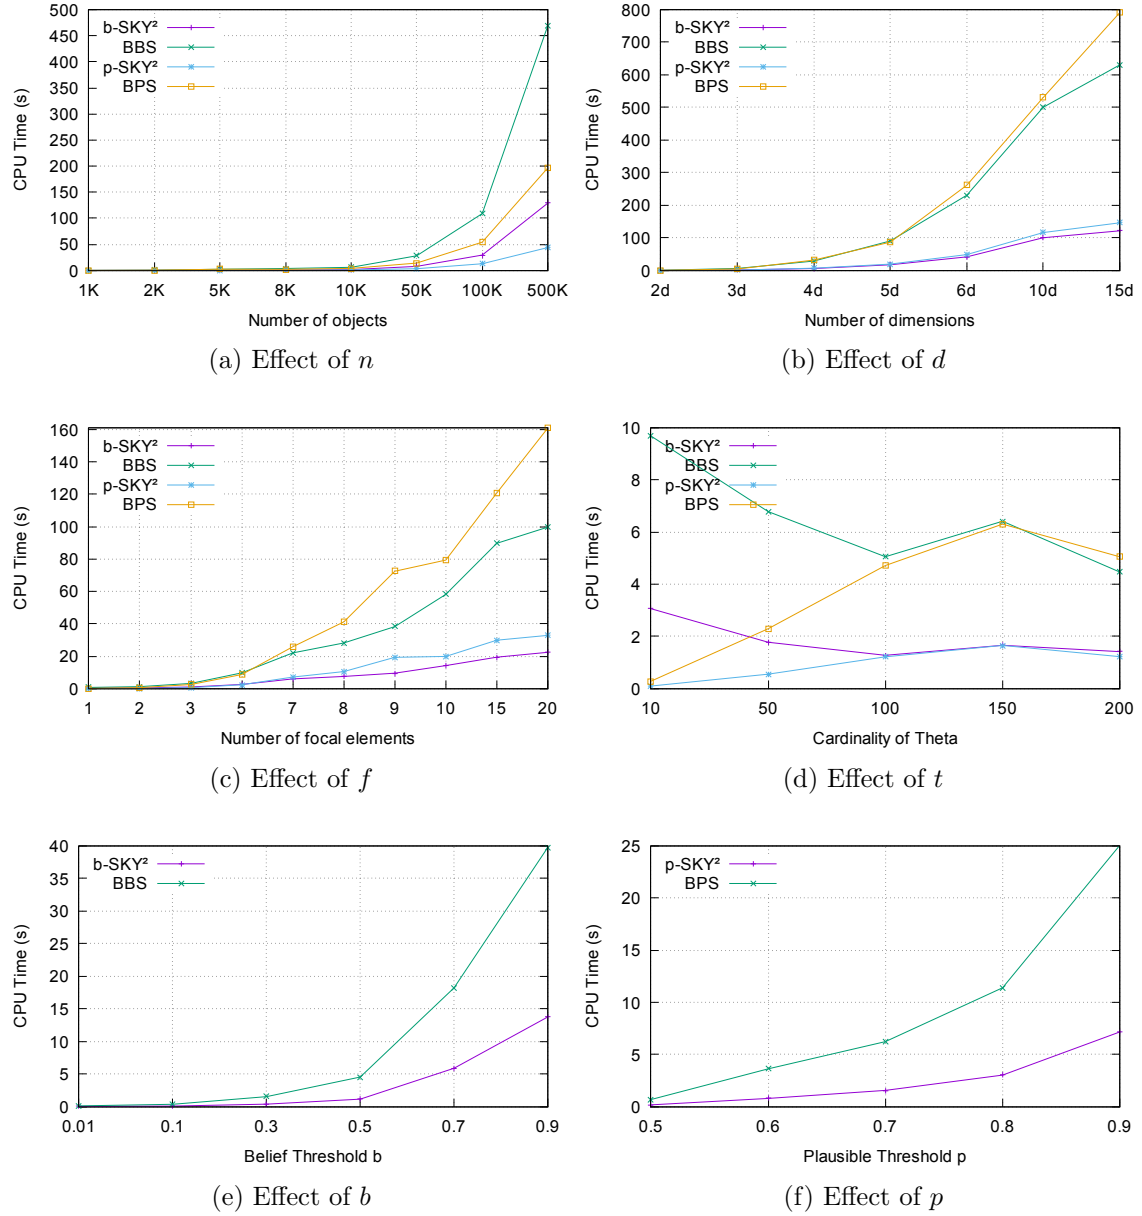 500
450
400
350
300
250
200
150
100
50
0
CPU Time (s)
b-SKY²
BBS
p-SKY²
BPS
1K 2K 5K 8K 10K 50K 100K 500K
Number of objects
(a) Effect of n
800
700
600
500
400
300
200
100
0
CPU Time (s)
b-SKY²
BBS
p-SKY²
BPS
2d 3d 4d 5d 6d 10d 15d
Number of dimensions
(b) Effect of d
160
140
120
100
80
60
40
20
0
CPU Time (s)
b-SKY²
BBS
p-SKY²
BPS
1 2 3 5 7 8 9 10 15 20
Number of focal elements
(c) Effect of f
10
8
6
4
2
0
CPU Time (s)
b-SKY²
BBS
p-SKY²
BPS
10 50 100 150 200
Cardinality of Theta
(d) Effect of t
40
35
30
25
20
15
10
5
0
CPU Time (s)
b-SKY²
BBS
0.01 0.1 0.3 0.5 0.7 0.9
Belief Threshold b
(e) Effect of b
25
20
15
10
5
0
CPU Time (s)
p-SKY²
BPS
0.5 0.6 0.7 0.8 0.9
Plausible Threshold p
(f) Effect of p